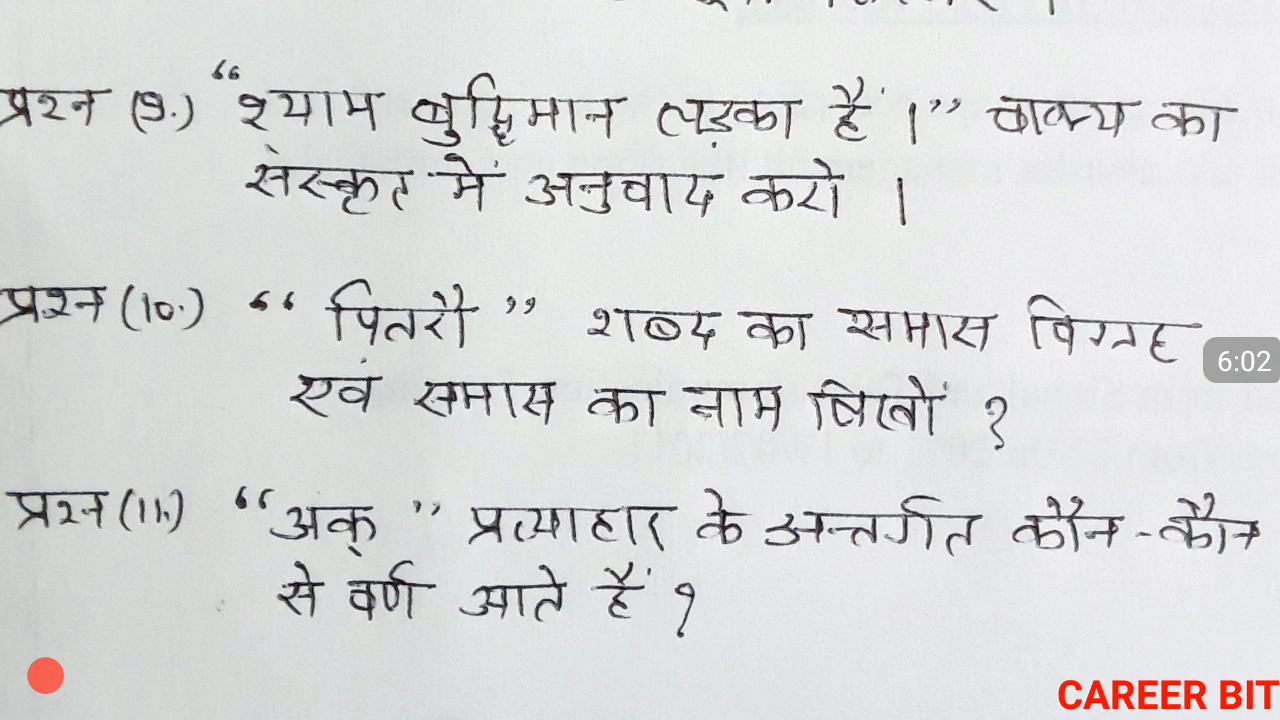 प्रश्न (9.) “श्याम बुद्धिमान लड़का हैं।” वाक्य का
संस्कृत में अनुवाद करो ।
प्रश्न (10.) “पितरौ” शब्द का समास विग्रह
6:02
एवं समास का नाम लिखों ?
प्रश्न (11.) “अक्” प्रत्याहार के अन्तर्गत कौन-कौन
से वर्ण आते हैं ?
CAREER BIT